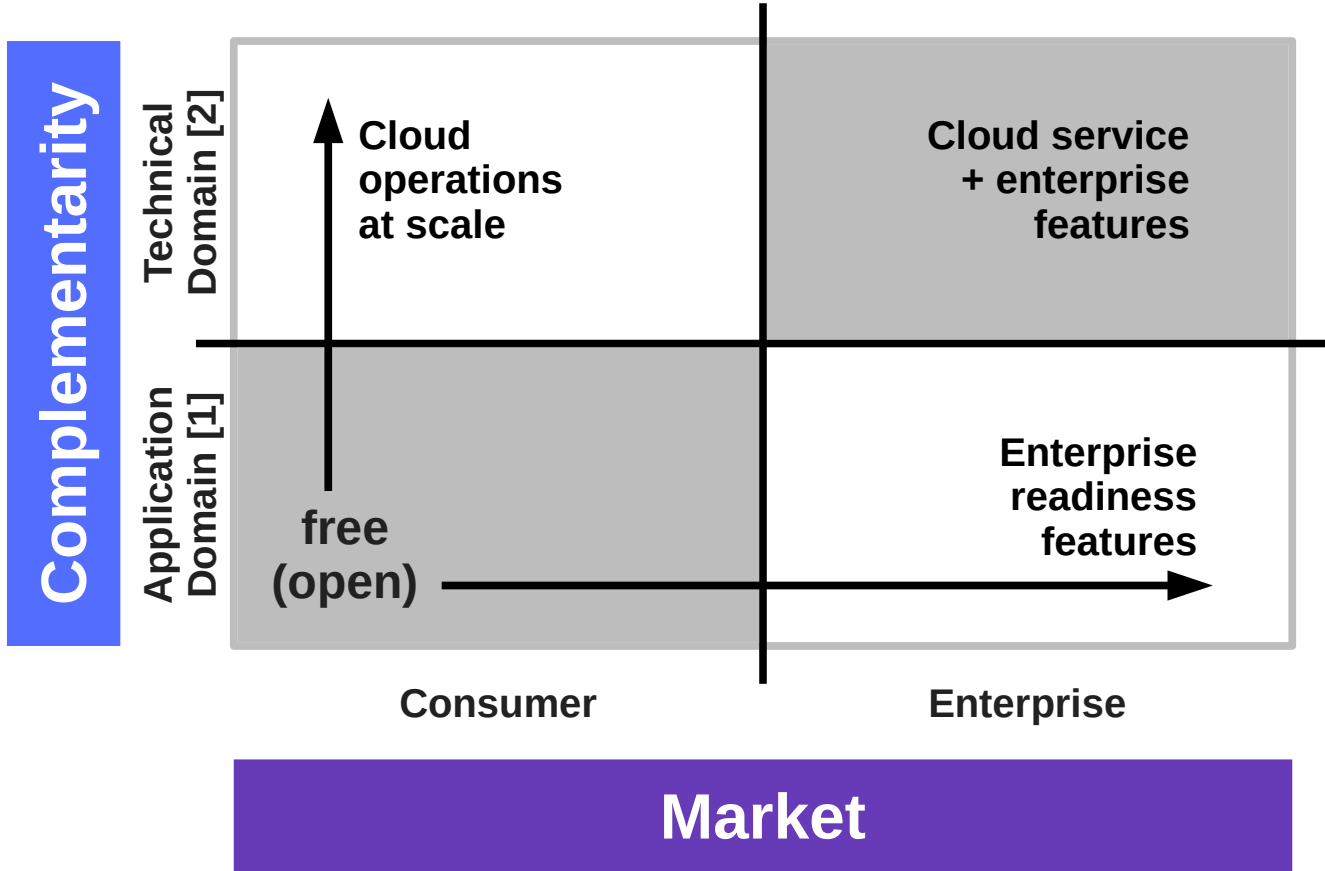 Complementarity
Technical
Domain [2]
Application
Domain [1]
Cloud
operations
at scale
Cloud service
+ enterprise
features
free
(open)
Enterprise
readiness
features
Consumer
Enterprise
Market